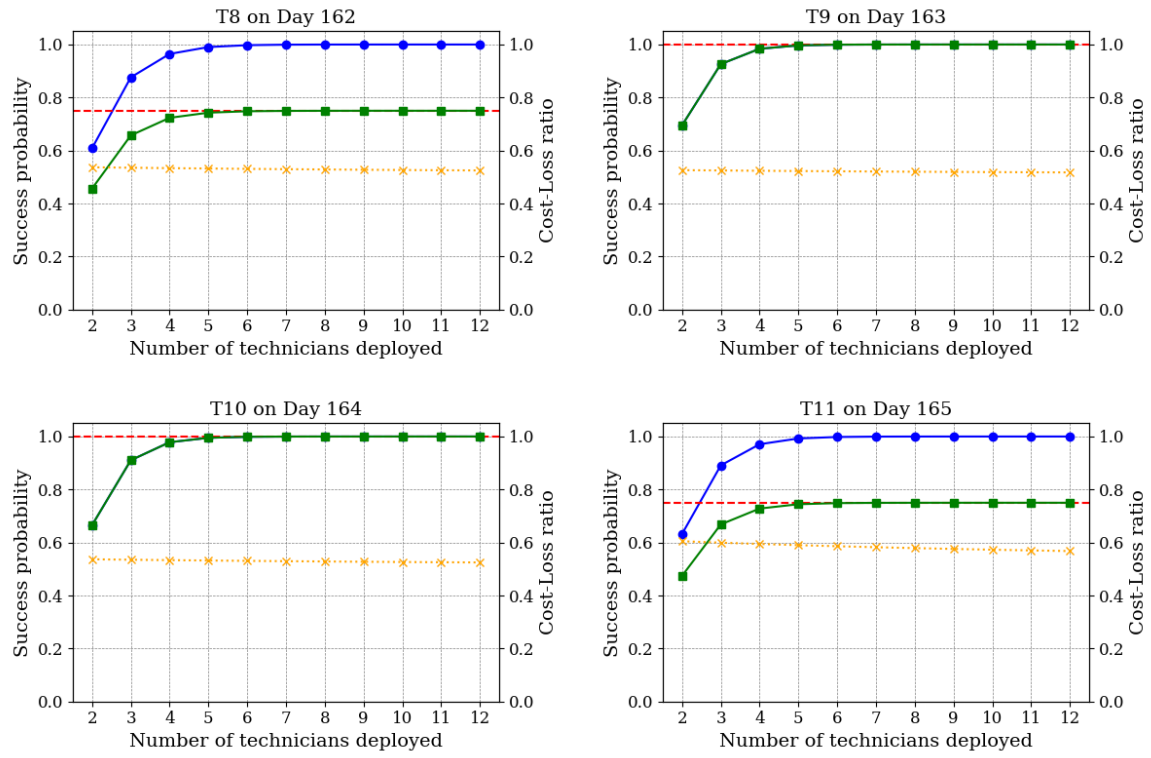 T8 on Day 162
1.0
0.8
0.6
0.4
0.2
0.0
Success probability
1.0
0.8
0.6
0.4
0.2
0.0
Cost-Loss ratio
2 3 4 5 6 7 8 9 10 11 12
Number of technicians deployed
T9 on Day 163
1.0
0.8
0.6
0.4
0.2
0.0
Success probability
1.0
0.8
0.6
0.4
0.2
0.0
Cost-Loss ratio
2 3 4 5 6 7 8 9 10 11 12
Number of technicians deployed
T10 on Day 164
1.0
0.8
0.6
0.4
0.2
0.0
Success probability
1.0
0.8
0.6
0.4
0.2
0.0
Cost-Loss ratio
2 3 4 5 6 7 8 9 10 11 12
Number of technicians deployed
T11 on Day 165
1.0
0.8
0.6
0.4
0.2
0.0
Success probability
1.0
0.8
0.6
0.4
0.2
0.0
Cost-Loss ratio
2 3 4 5 6 7 8 9 10 11 12
Number of technicians deployed